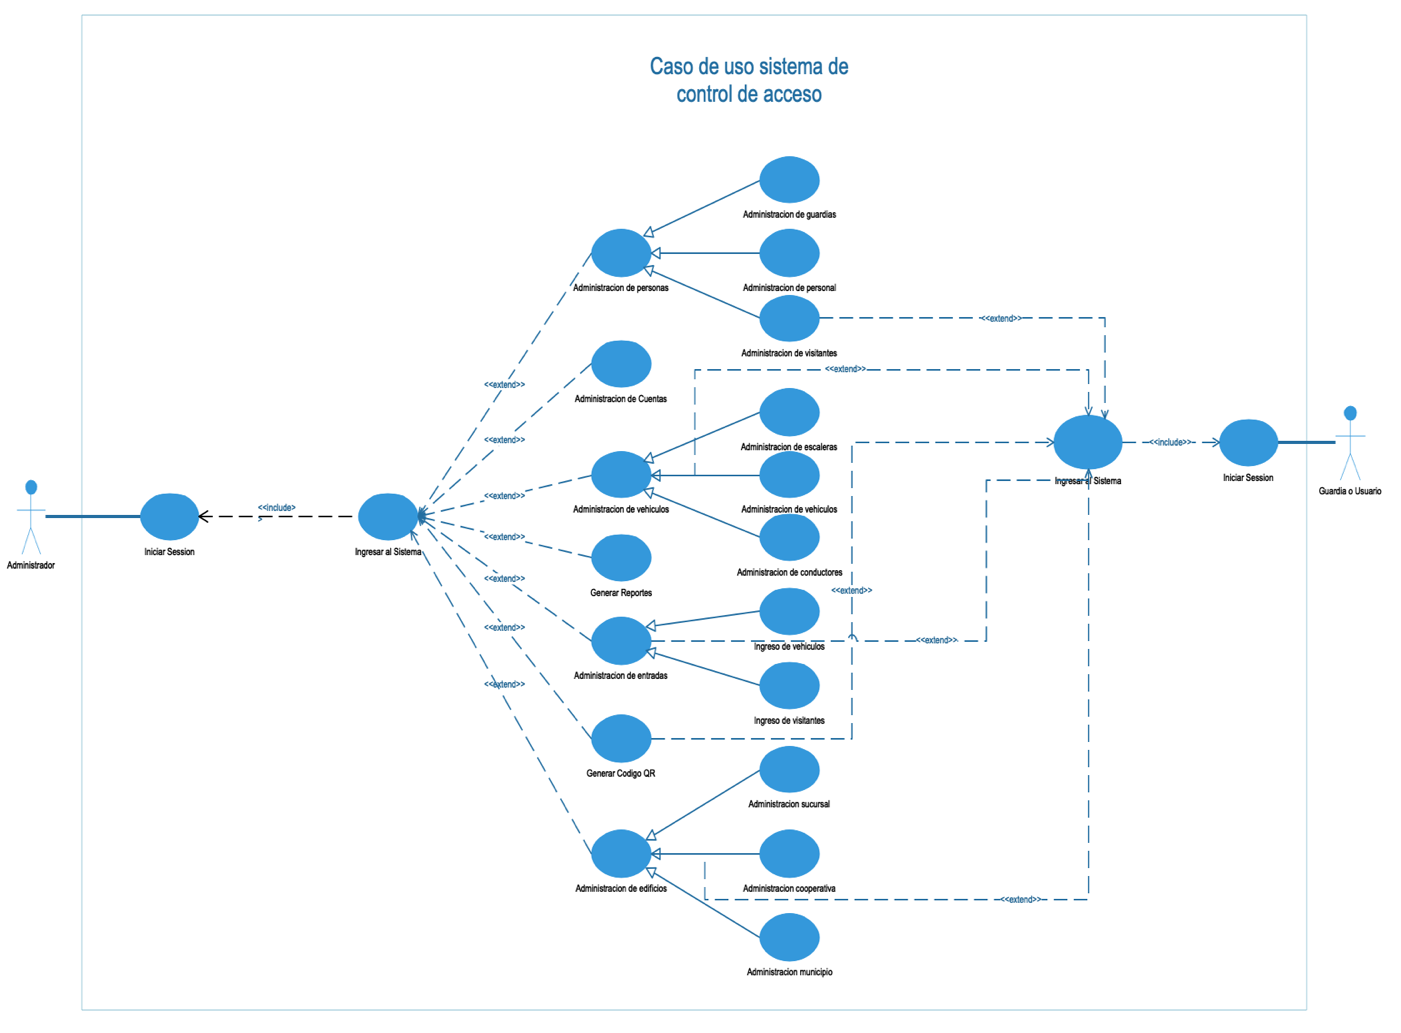 Caso de uso sistema de
control de acceso
Administracion de guardias
Administracion de personas
Administracion de personal
<<extend>>
Administracion de visitantes
<<extend>>
<<extend>>
Administracion de Cuentas
<<extend>>
Administracion de escaleras
<<include>>
Ingresar al Sistema
Iniciar Session
Guardia o Usuario
<<extend>>
Administracion de vehiculos
Administracion de vehiculos
<<include>
>
Administrador
Iniciar Session
Ingresar al Sistema
<<extend>>
Administracion de conductores
<<extend>>
Generar Reportes
<<extend>>
<<extend>>
<<extend>>
Ingreso de vehiculos
Administracion de entradas
<<extend>>
Ingreso de visitantes
Generar Codigo QR
Administracion sucursal
Administracion de edificios
Administracion cooperativa
<<extend>>
Administracion municipio